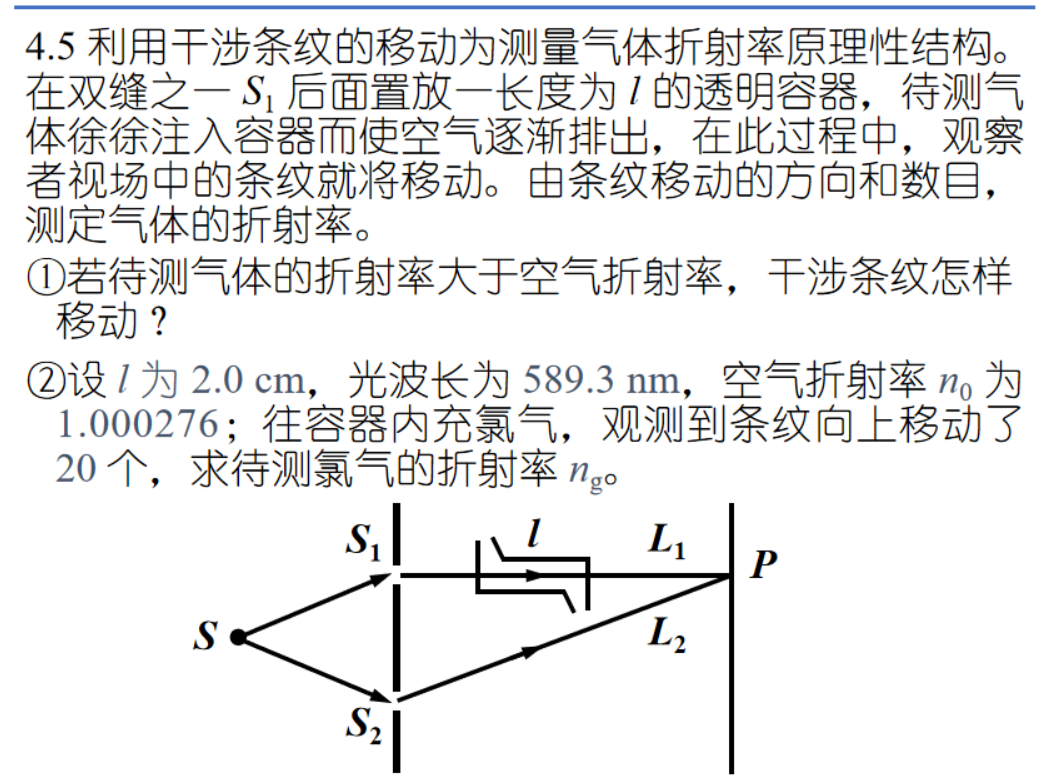 4.5 利用干涉条纹的移动为测量气体折射率原理性结构。
在双缝之一 S₁ 后面置放一长度为 l 的透明容器，待测气
体徐徐注入容器而使空气逐渐排出，在此过程中，观察
者视场中的条纹就将移动。由条纹移动的方向和数目，
测定气体的折射率。
①若待测气体的折射率大于空气折射率，干涉条纹怎样
移动？
②设 l 为 2.0 cm，光波长为 589.3 nm，空气折射率 n₀ 为
1.000276；往容器内充氯气，观测到条纹向上移动了
20 个，求待测氯气的折射率 n_g。
S₁ l L₁ P
S L₂
S₂